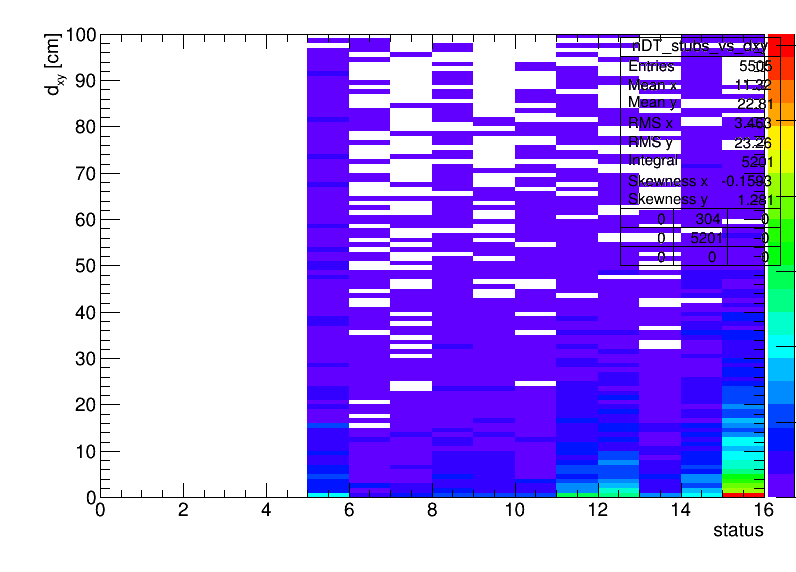 d_xy [cm]
100
90
80
70
60
50
40
30
20
10
0
0 2 4 6 8 10 12 14 16
status
nDT_stubs_vs_dxy
Entries 5505
Mean x 11.32
Mean y 22.81
RMS x 3.463
RMS y 23.26
Integral 5201
Skewness x -0.1593
Skewness y 1.281
0 304 0
0 5201 0
0 0 0